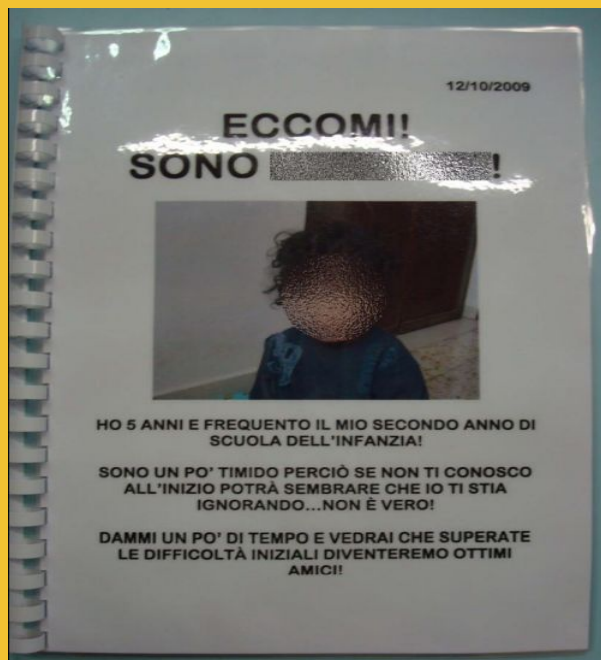 12/10/2009
ECCOMI!
SONO !
HO 5 ANNI E FREQUENTO IL MIO SECONDO ANNO DI
SCUOLA DELL'INFANZIA!
SONO UN PO' TIMIDO PERCIÒ SE NON TI CONOSCO
ALL'INIZIO POTRÀ SEMBRARE CHE IO TI STIA
IGNORANDO...NON È VERO!
DAMMI UN PO' DI TEMPO E VEDRAI CHE SUPERATE
LE DIFFICOLTÀ INIZIALI DIVENTEREMO OTTIMI
AMICI!